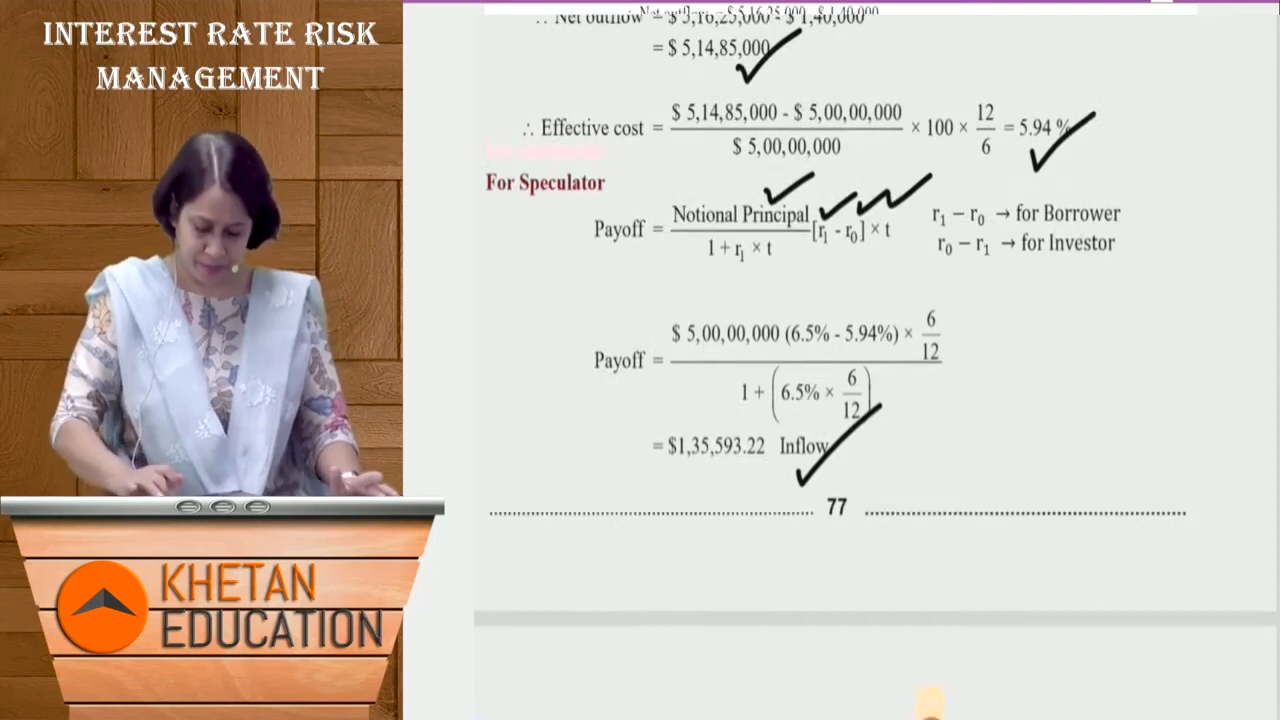 INTEREST RATE RISK
MANAGEMENT
= $ 5,14,85,000
∴ Effective cost = $ 5,14,85,000 - $ 5,00,00,000 / $ 5,00,00,000 × 100 × 12/6 = 5.94 %
For Speculator
Payoff = Notional Principal / 1 + r₁ × t [r₁ - r₀] × t
r₁ – r₀ → for Borrower
r₀ – r₁ → for Investor
Payoff = $ 5,00,00,000 (6.5% - 5.94%) × 6/12 / 1 + (6.5% × 6/12)
= $1,35,593.22 Inflow
77
KHETAN
EDUCATION